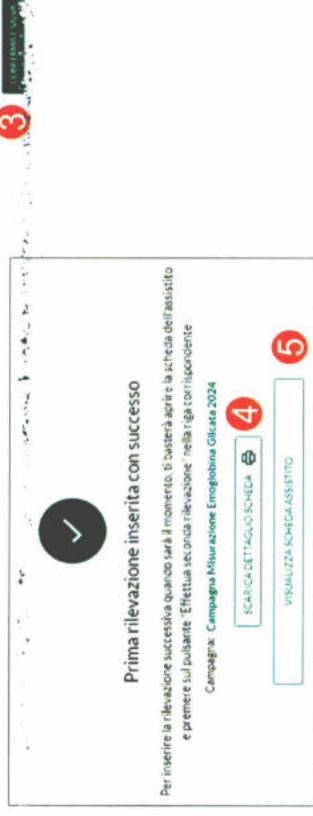 3
CONFERMA E SALVA
Prima rilevazione inserita con successo
Per inserire la rilevazione successiva quando sarà il momento, ti basterà aprire la scheda dell'assistito
e premere sul pulsante "Effettua seconda rilevazione" nella riga corrispondente
Campagna: Campagna Misurazione Emoglobina Glicata 2024
SCARICA DETTAGLIO SCHEDA
4
VISUALIZZA SCHEDA ASSISTITO
5